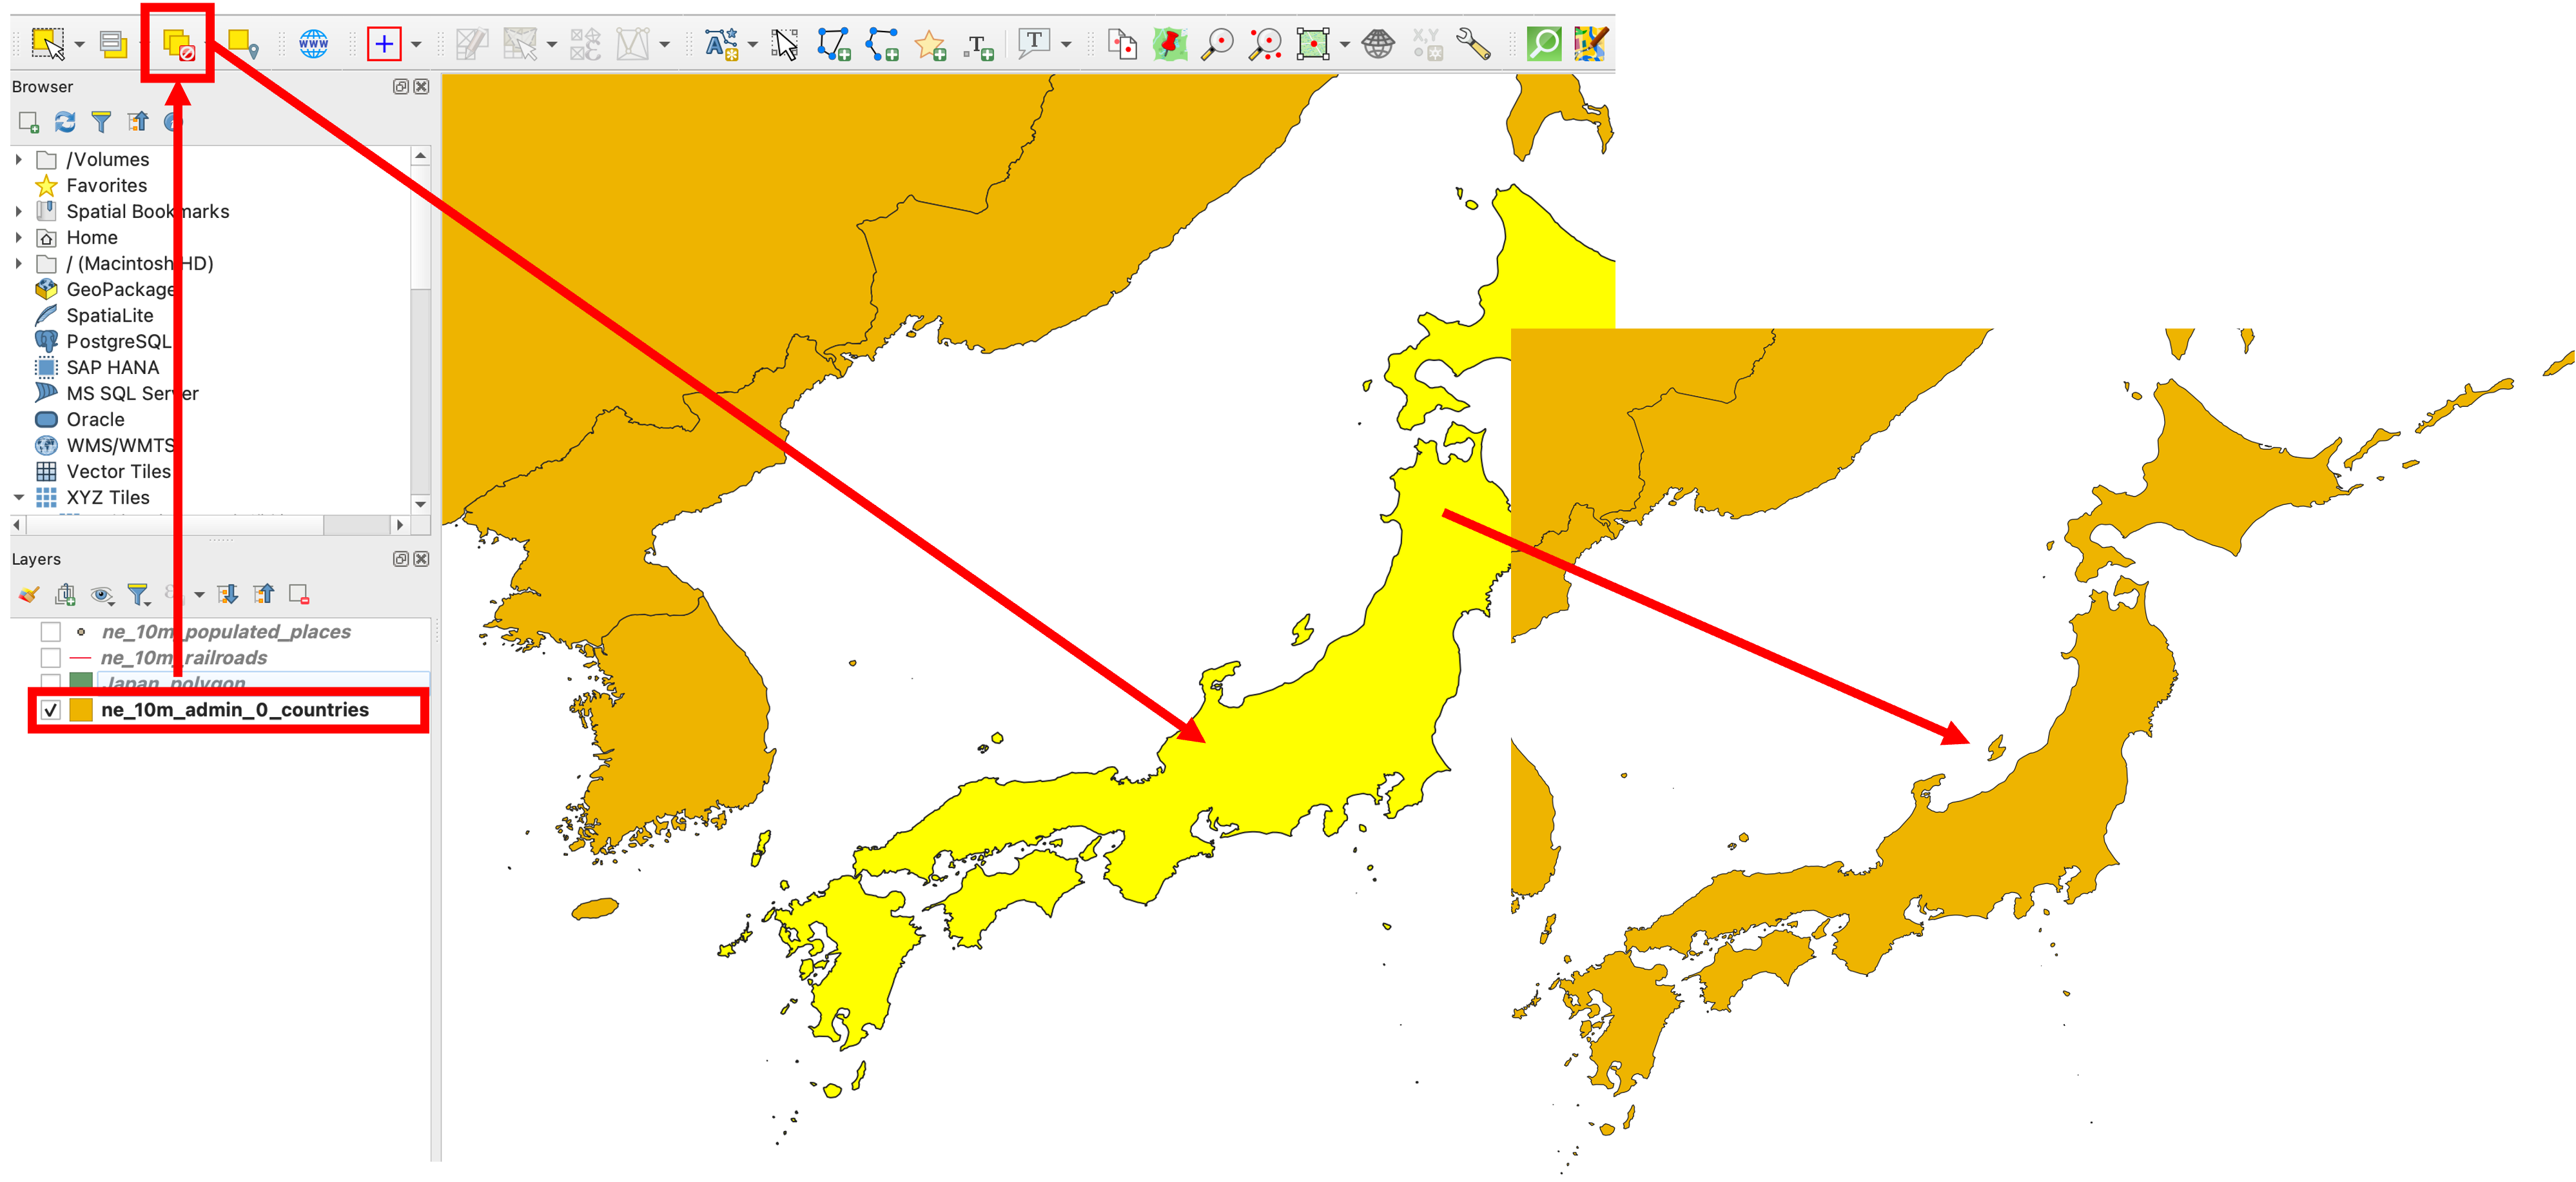 www
T
T
X,Y
Browser
/Volumes
Favorites
Spatial Bookmarks
Home
/ (Macintosh HD)
GeoPackage
SpatiaLite
PostgreSQL
SAP HANA
MS SQL Server
Oracle
WMS/WMTS
Vector Tiles
XYZ Tiles
Layers
ne_10m_populated_places
ne_10m_railroads
Japan_polygon
ne_10m_admin_0_countries